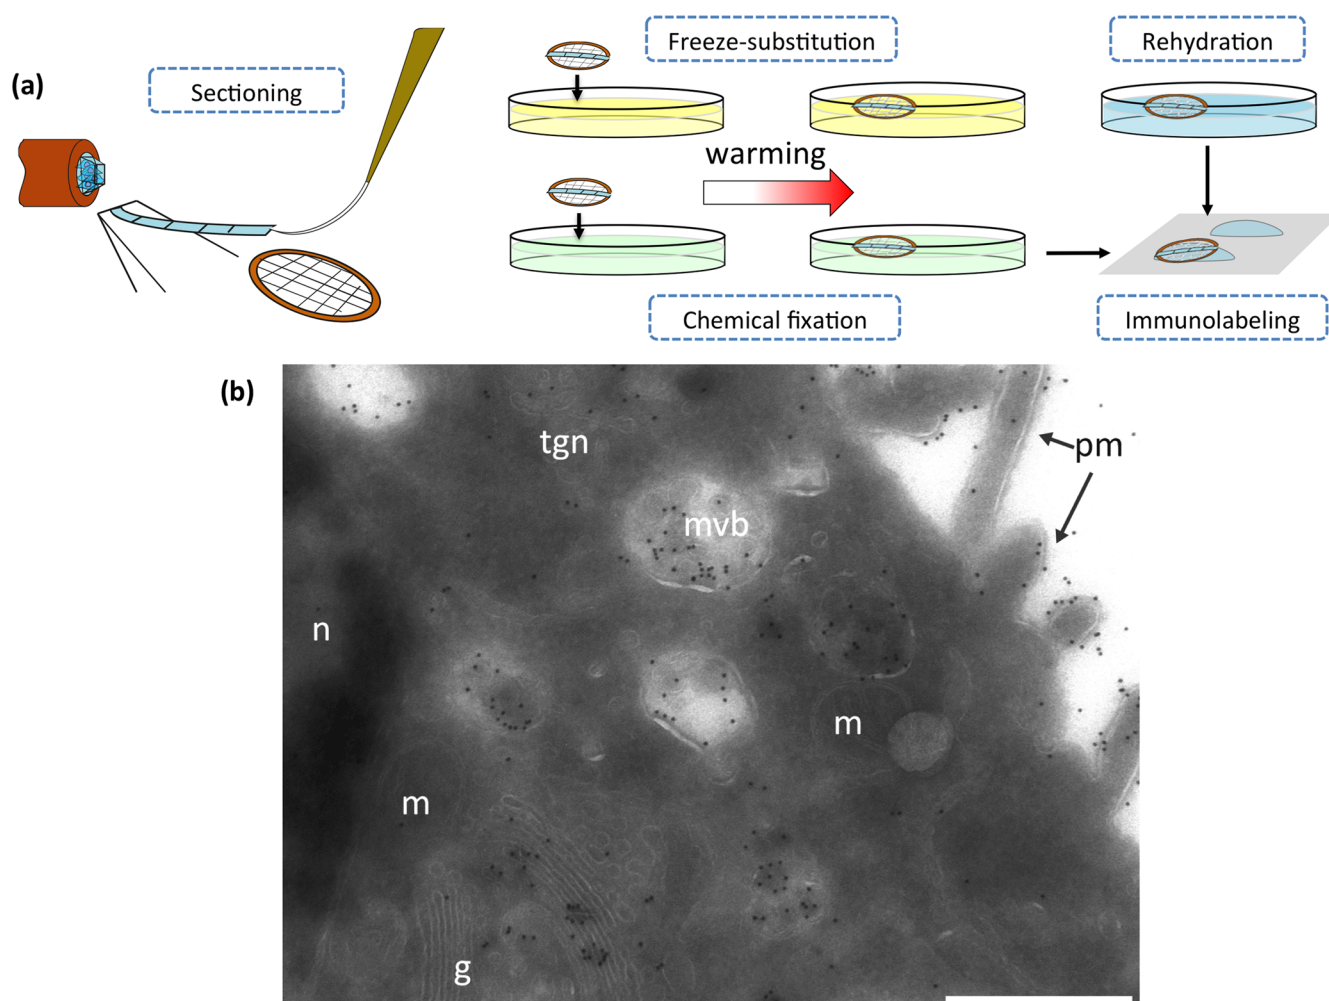 (a)
Sectioning
Freeze-substitution
Rehydration
warming
Chemical fixation
Immunolabeling
(b)
tgn
pm
mvb
n
m
m
g